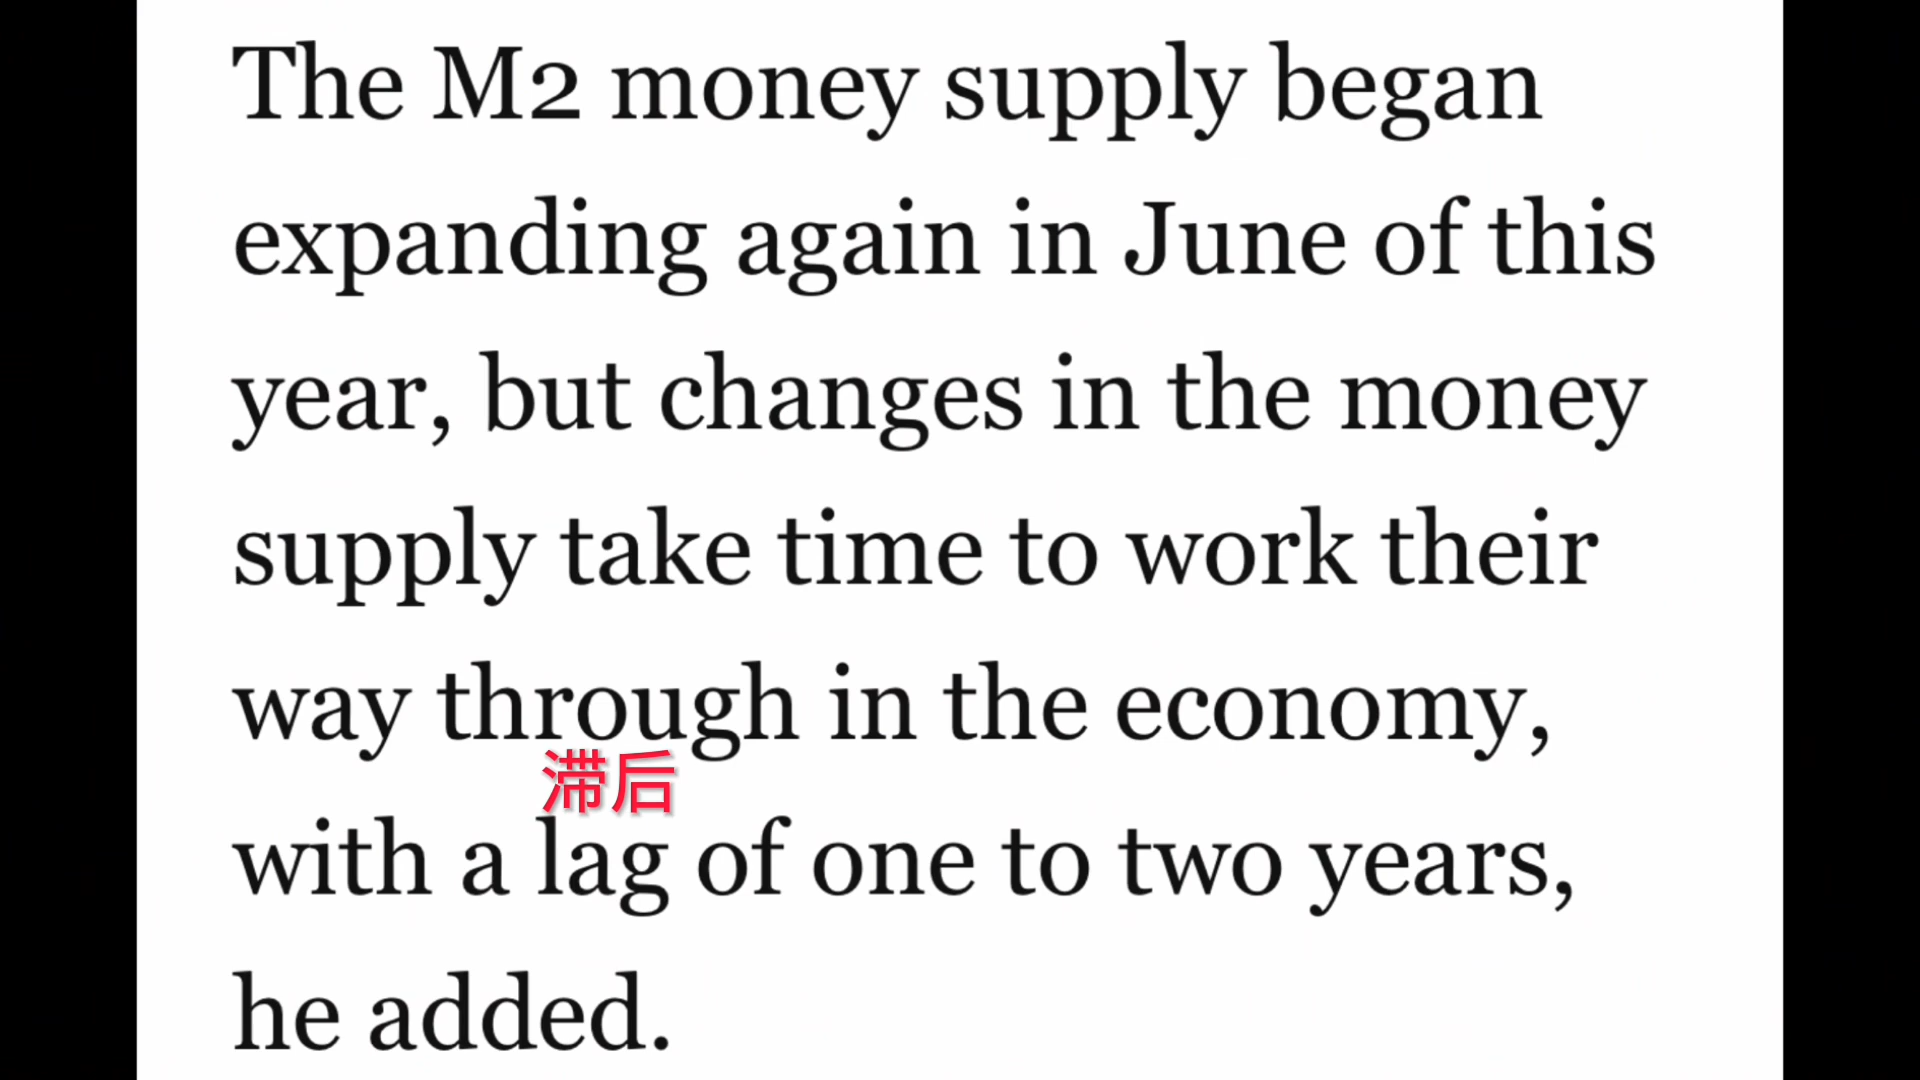 The M2 money supply began
expanding again in June of this
year, but changes in the money
supply take time to work their
way through in the economy,
滞后
with a lag of one to two years,
he added.